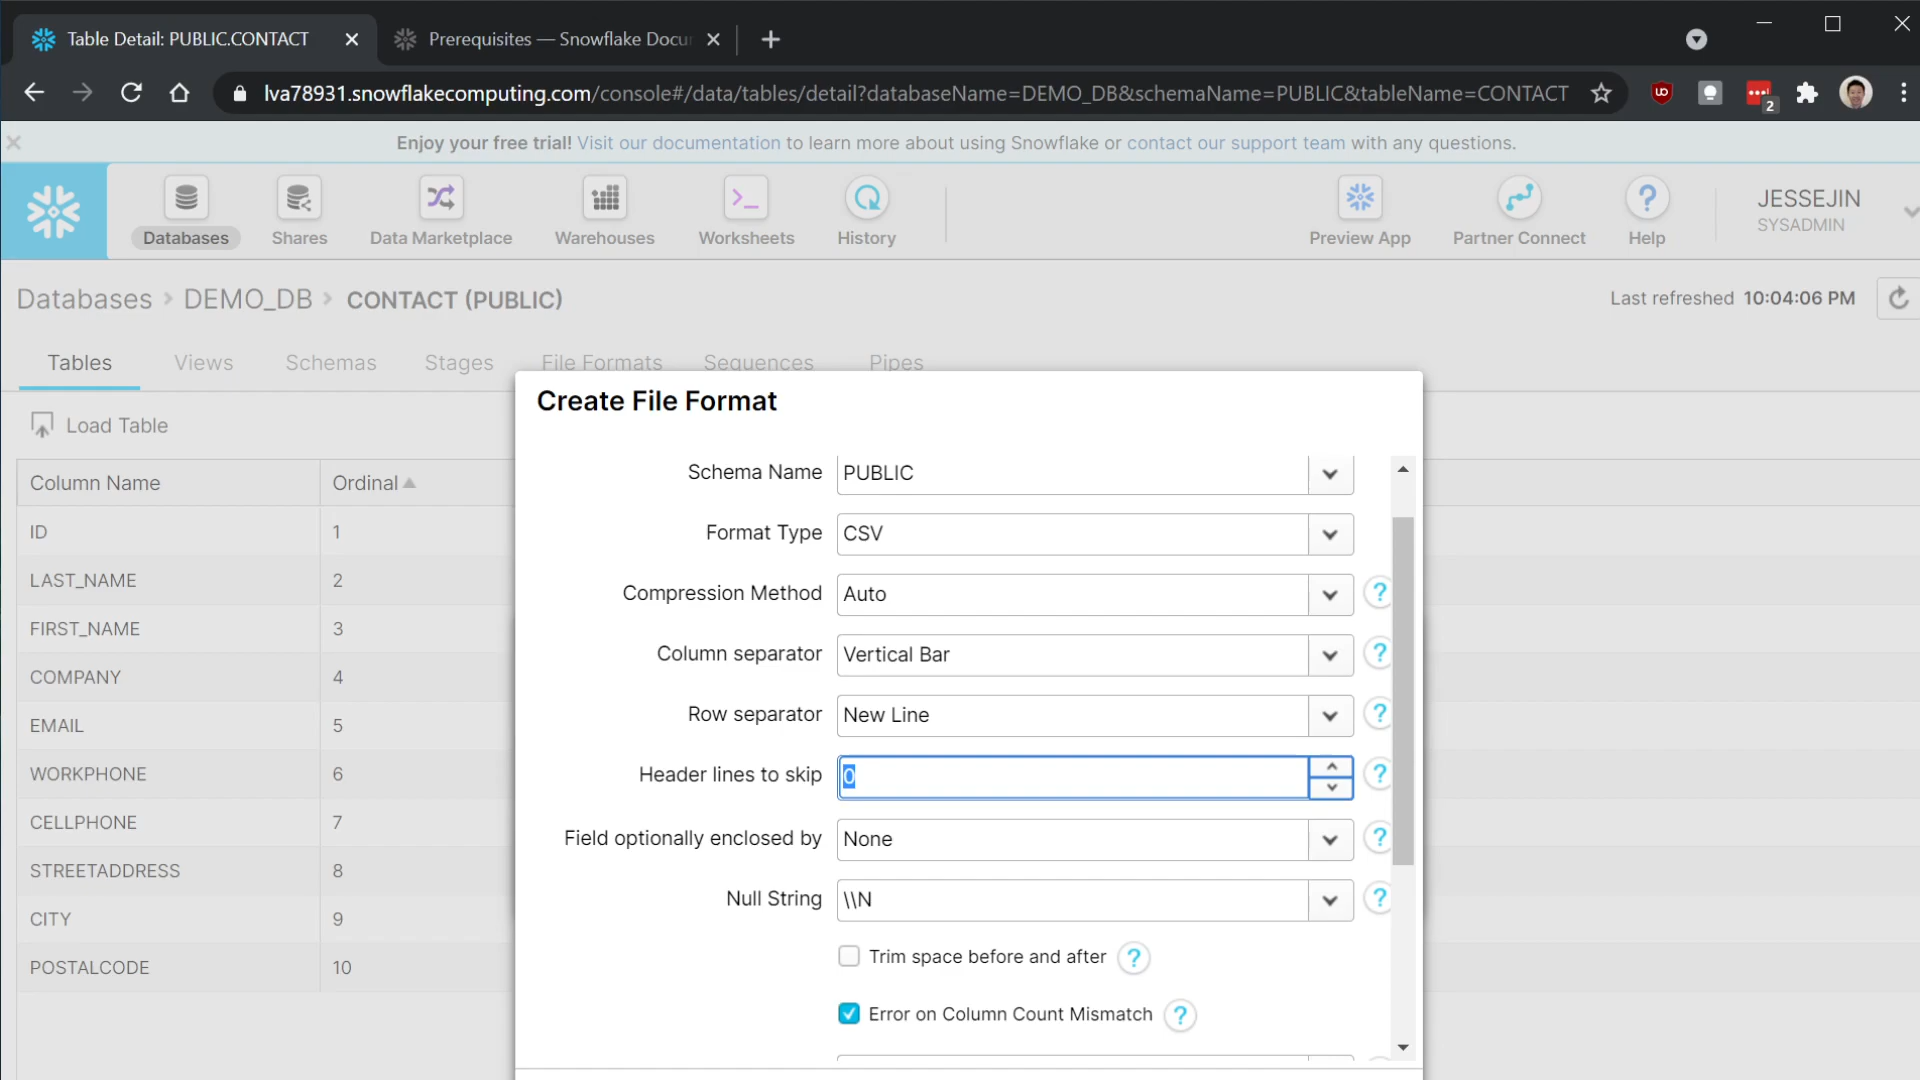 Table Detail: PUBLIC.CONTACT
Prerequisites — Snowflake Docu
lva78931.snowflakecomputing.com/console#/data/tables/detail?databaseName=DEMO_DB&schemaName=PUBLIC&tableName=CONTACT
2
Enjoy your free trial! Visit our documentation to learn more about using Snowflake or contact our support team with any questions.
Databases
Shares
Data Marketplace
Warehouses
Worksheets
History
Preview App
Partner Connect
Help
JESSEJIN
SYSADMIN
Databases > DEMO_DB > CONTACT (PUBLIC)
Last refreshed 10:04:06 PM
Tables
Views
Schemas
Stages
File Formats
Sequences
Pipes
Load Table
Column Name Ordinal
ID 1
LAST_NAME 2
FIRST_NAME 3
COMPANY 4
EMAIL 5
WORKPHONE 6
CELLPHONE 7
STREETADDRESS 8
CITY 9
POSTALCODE 10
Create File Format
Schema Name PUBLIC
Format Type CSV
Compression Method Auto ?
Column separator Vertical Bar ?
Row separator New Line ?
Header lines to skip 0 ?
Field optionally enclosed by None ?
Null String \\N ?
Trim space before and after ?
Error on Column Count Mismatch ?